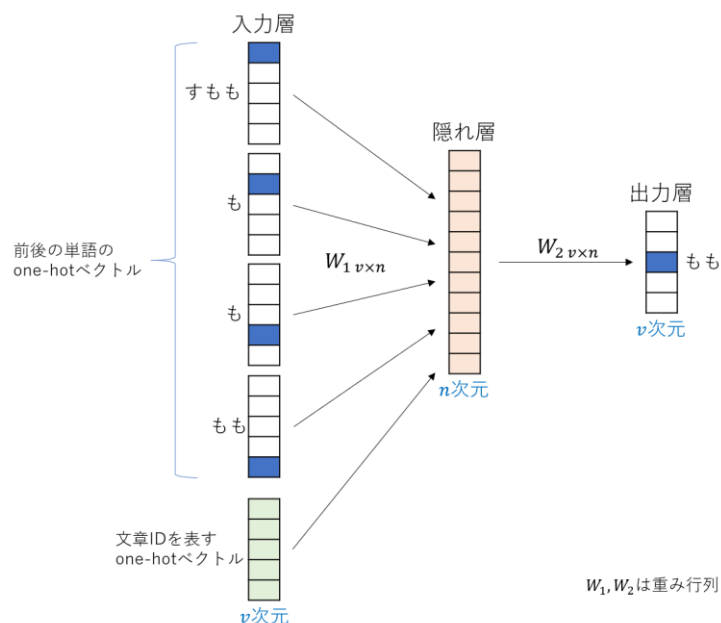 入力層
すもも
も
前後の単語の
one-hotベクトル
も
もも
文章IDを表す
one-hotベクトル
v次元
W1 v×n
隠れ層
n次元
W2 v×n
出力層
もも
v次元
W1, W2は重み行列